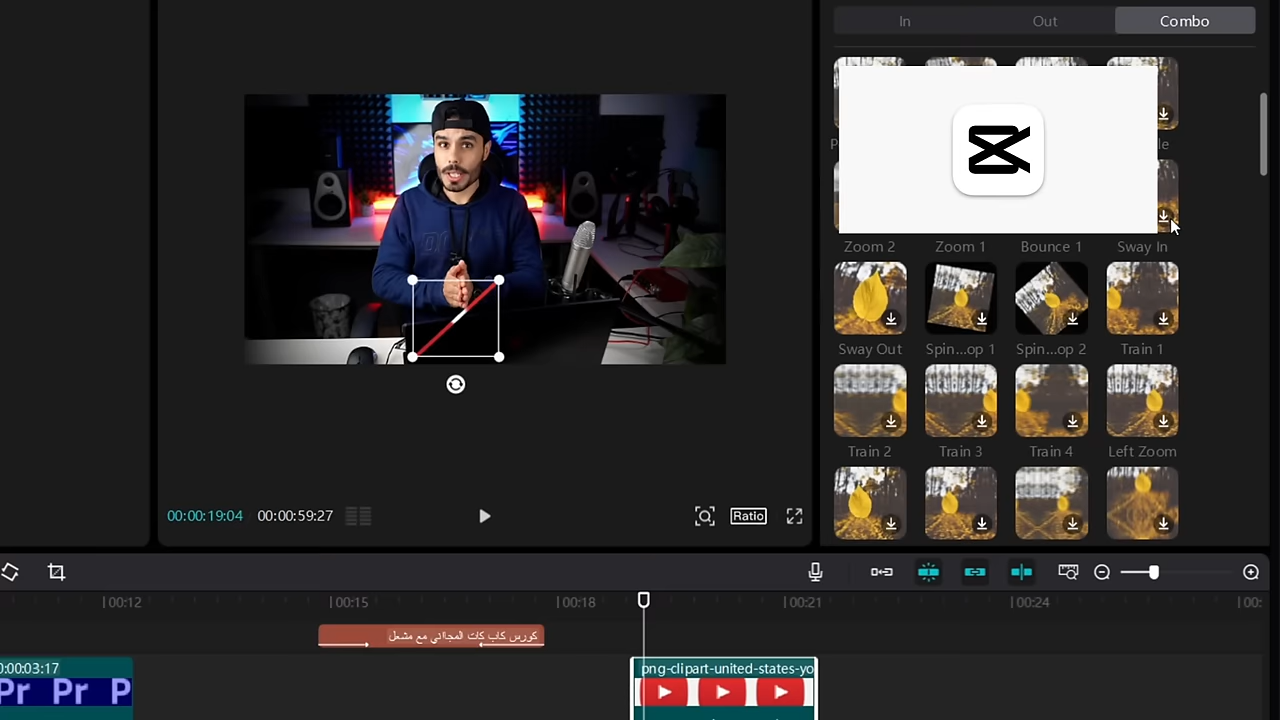 In Out Combo
Zoom 2 Zoom 1 Bounce 1 Sway In
Sway Out Spin...op 1 Spin...op 2 Train 1
Train 2 Train 3 Train 4 Left Zoom
00:00:19:04 00:00:59:27 Ratio
00:12 00:15 00:18 00:21 00:24 00:
كورس كاب كات المجااني مع مشعل
0:00:03:17 png-clipart-united-states-yo
Pr Pr P